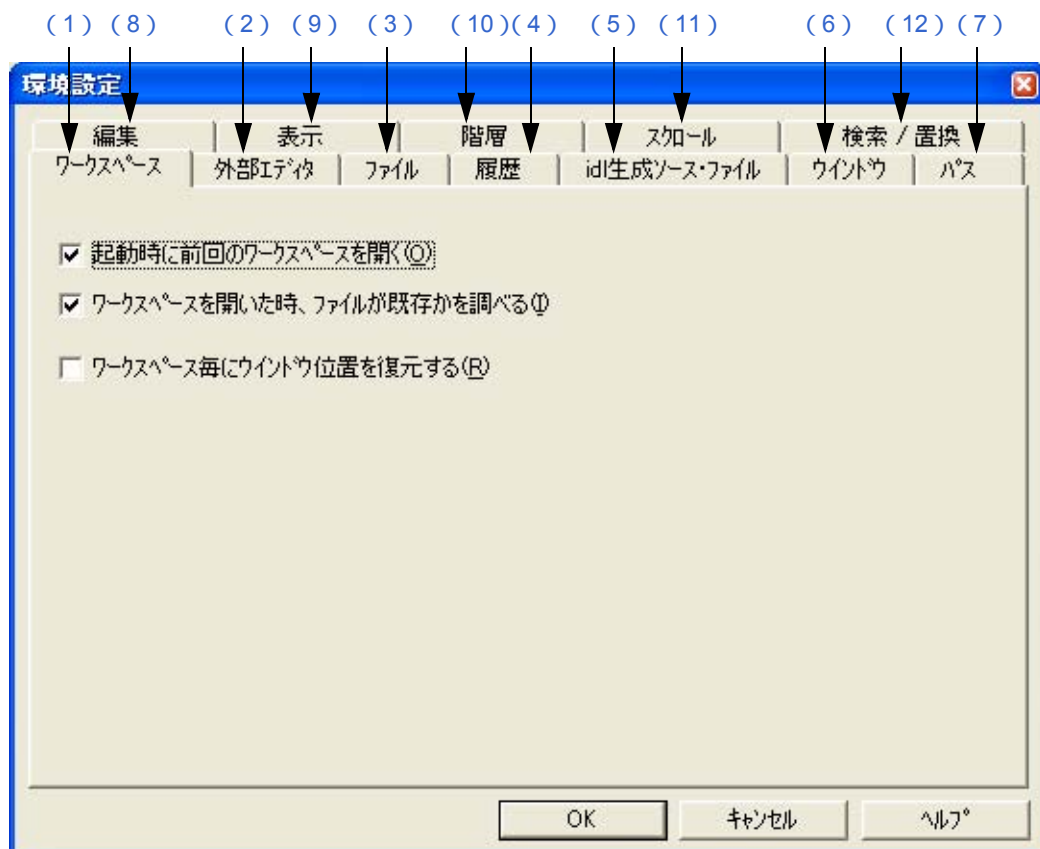 (1) (8) (2) (9) (3) (10) (4) (5) (11) (6) (12) (7)
環境設定
編集 表示 階層 スクロール 検索 / 置換
ワークスペース 外部エディタ ファイル 履歴 idl生成ソース・ファイル ウインドウ パス
起動時に前回のワークスペースを開く(O)
ワークスペースを開いた時、ファイルが既存かを調べる(I)
ワークスペース毎にウインドウ位置を復元する(R)
OK キャンセル ヘルプ